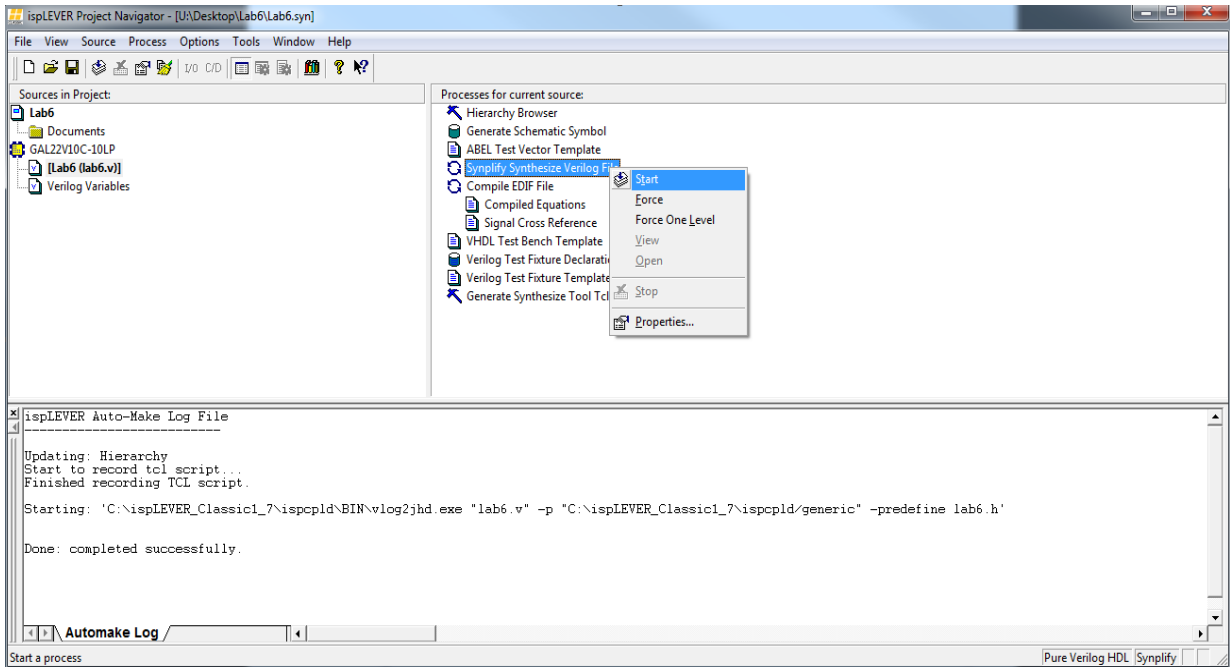 ispLEVER Project Navigator - [U:\Desktop\Lab6\Lab6.syn]
File View Source Process Options Tools Window Help
I/O C/D
Sources in Project:
Lab6
Documents
GAL22V10C-10LP
[Lab6 (lab6.v)]
Verilog Variables
Processes for current source:
Hierarchy Browser
Generate Schematic Symbol
ABEL Test Vector Template
Synplify Synthesize Verilog File
Compile EDIF File
Compiled Equations
Signal Cross Reference
VHDL Test Bench Template
Verilog Test Fixture Declarati
Verilog Test Fixture Template
Generate Synthesize Tool Tcl
Start
Force
Force One Level
View
Open
Stop
Properties...
ispLEVER Auto-Make Log File
---------------------------
Updating: Hierarchy
Start to record tcl script...
Finished recording TCL script.
Starting: 'C:\ispLEVER_Classic1_7\ispcpld\BIN\vlog2jhd.exe "lab6.v" -p "C:\ispLEVER_Classic1_7\ispcpld/generic" -predefine lab6.h'
Done: completed successfully.
Automake Log
Start a process
Pure Verilog HDL Synplify